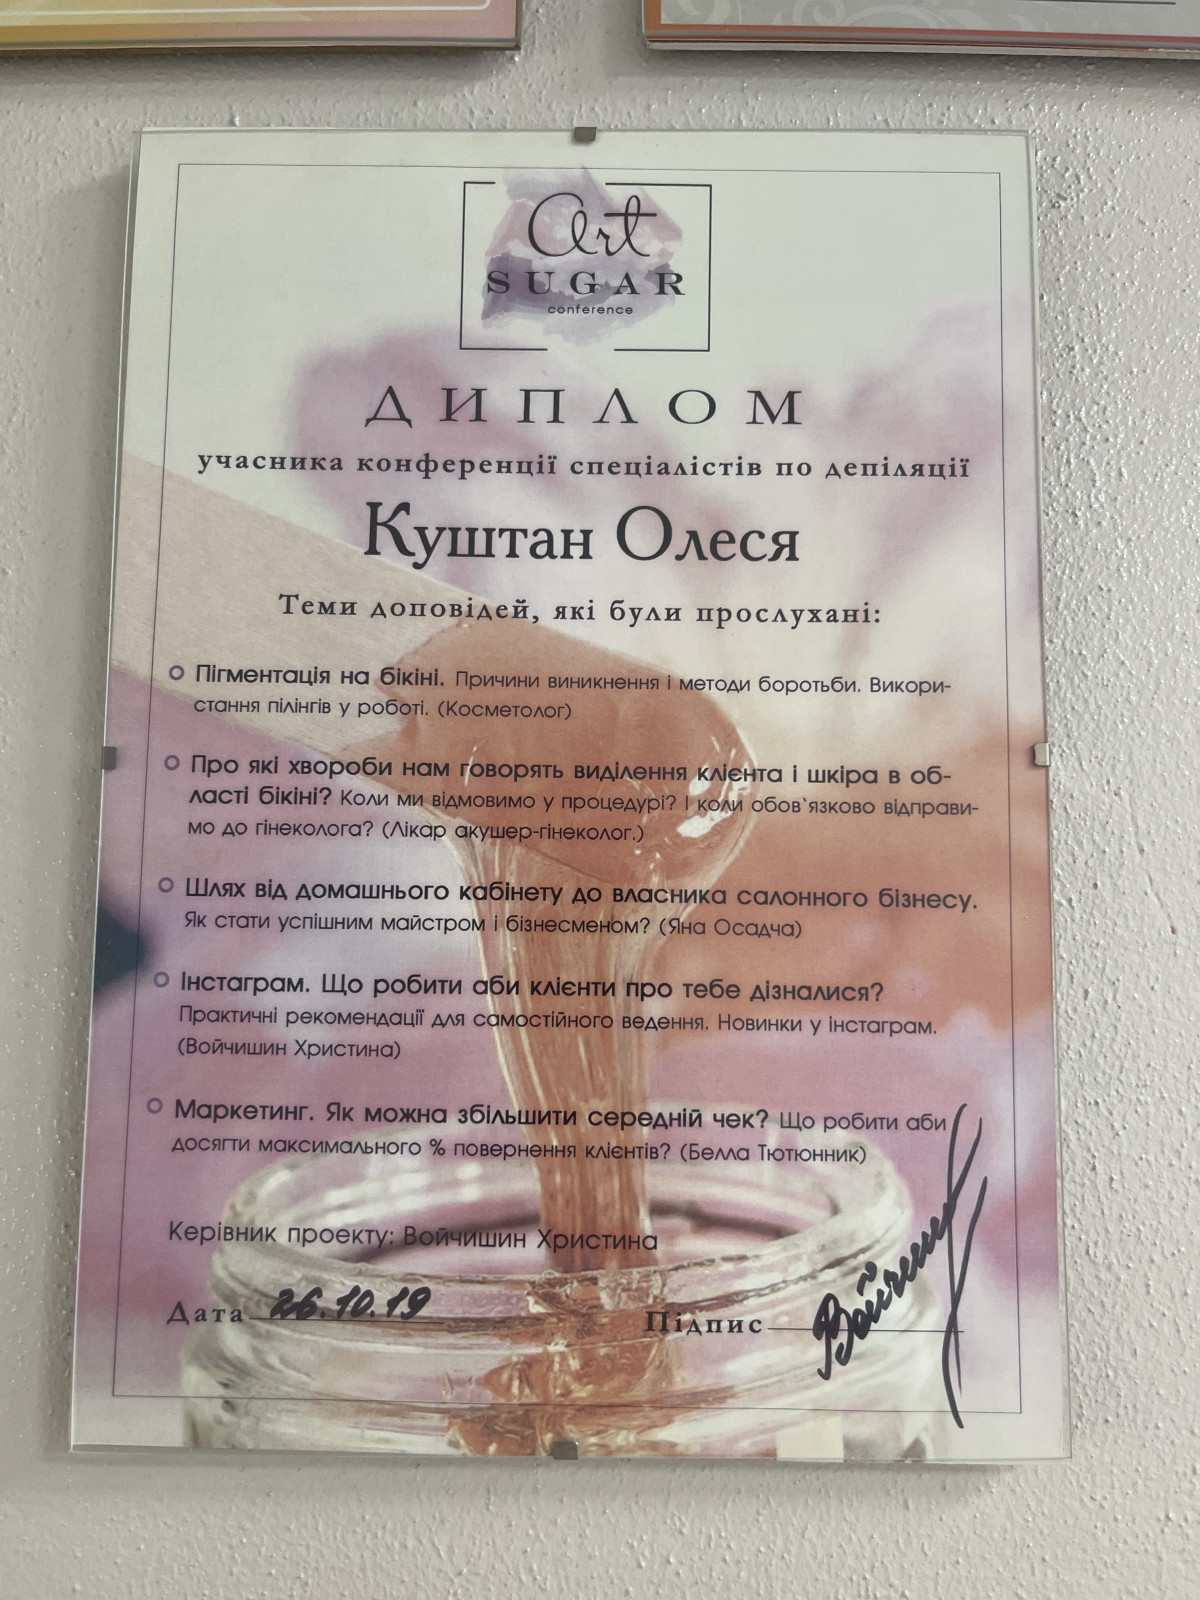 art
SUGAR
conference
ДИПЛОМ
учасника конференції спеціалістів по депіляції
Куштан Олеся
Теми доповідей, які були прослухані:
Пігментація на бікіні. Причини виникнення і методи боротьби. Викори-
стання пілінгів у роботі. (Косметолог)
Про які хвороби нам говорять виділення клієнта і шкіра в об-
ласті бікіні? Коли ми відмовимо у процедурі? І коли обов`язково відправи-
мо до гінеколога? (Лікар акушер-гінеколог.)
Шлях від домашнього кабінету до власника салонного бізнесу.
Як стати успішним майстром і бізнесменом? (Яна Осадча)
Інстаграм. Що робити аби клієнти про тебе дізналися?
Практичні рекомендації для самостійного ведення. Новинки у інстаграм.
(Войчишин Христина)
Маркетинг. Як можна збільшити середній чек? Що робити аби
досягти максимального % повернення клієнтів? (Белла Тютюнник)
Керівник проекту: Войчишин Христина
Дата 26.10.19 Підпис